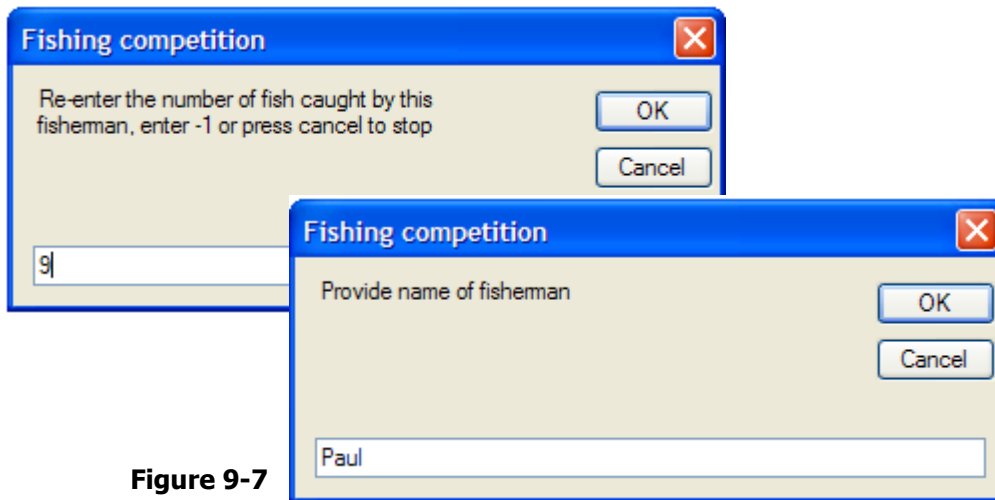 Fishing competition
Re-enter the number of fish caught by this
fisherman, enter -1 or press cancel to stop
OK
Cancel
9
Fishing competition
Provide name of fisherman
OK
Cancel
Paul
Figure 9-7